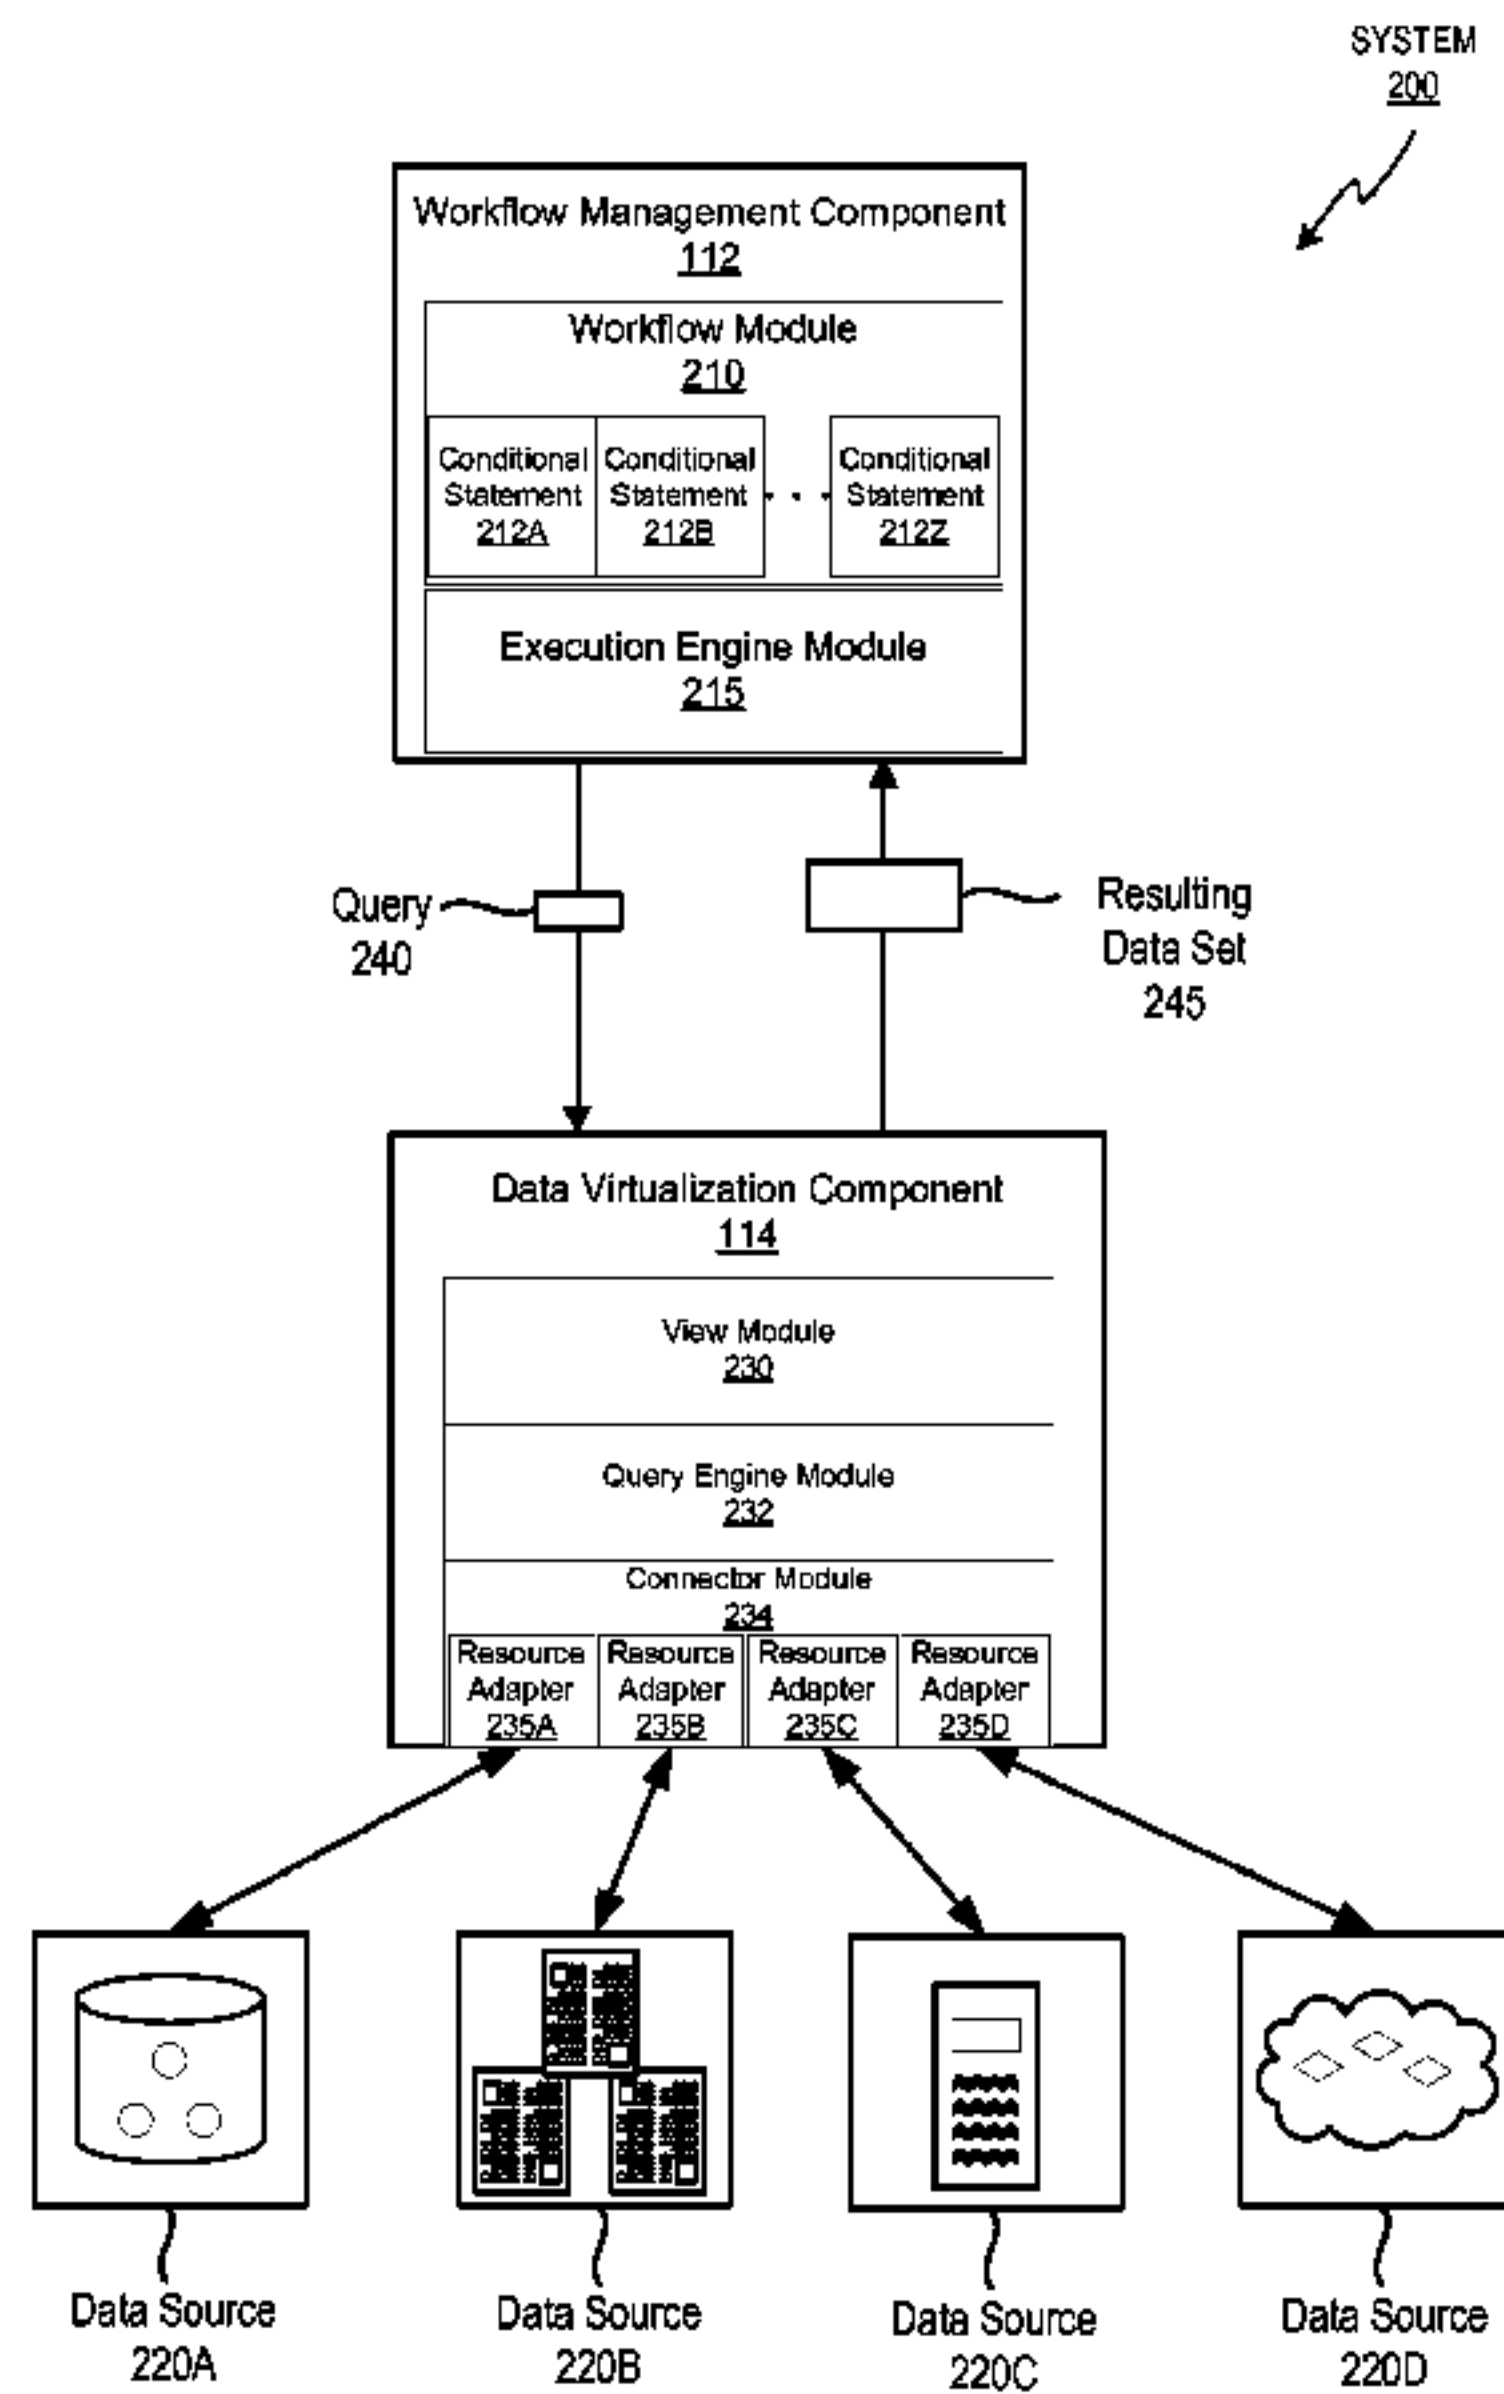 SYSTEM
200
Workflow Management Component
112
Workflow Module
210
Conditional
Statement
212A
Conditional
Statement
212B
. . .
Conditional
Statement
212Z
Execution Engine Module
215
Query
240
Resulting
Data Set
245
Data Virtualization Component
114
View Module
230
Query Engine Module
232
Connector Module
234
Resource
Adapter
235A
Resource
Adapter
235B
Resource
Adapter
235C
Resource
Adapter
235D
Data Source
220A
Data Source
220B
Data Source
220C
Data Source
220D